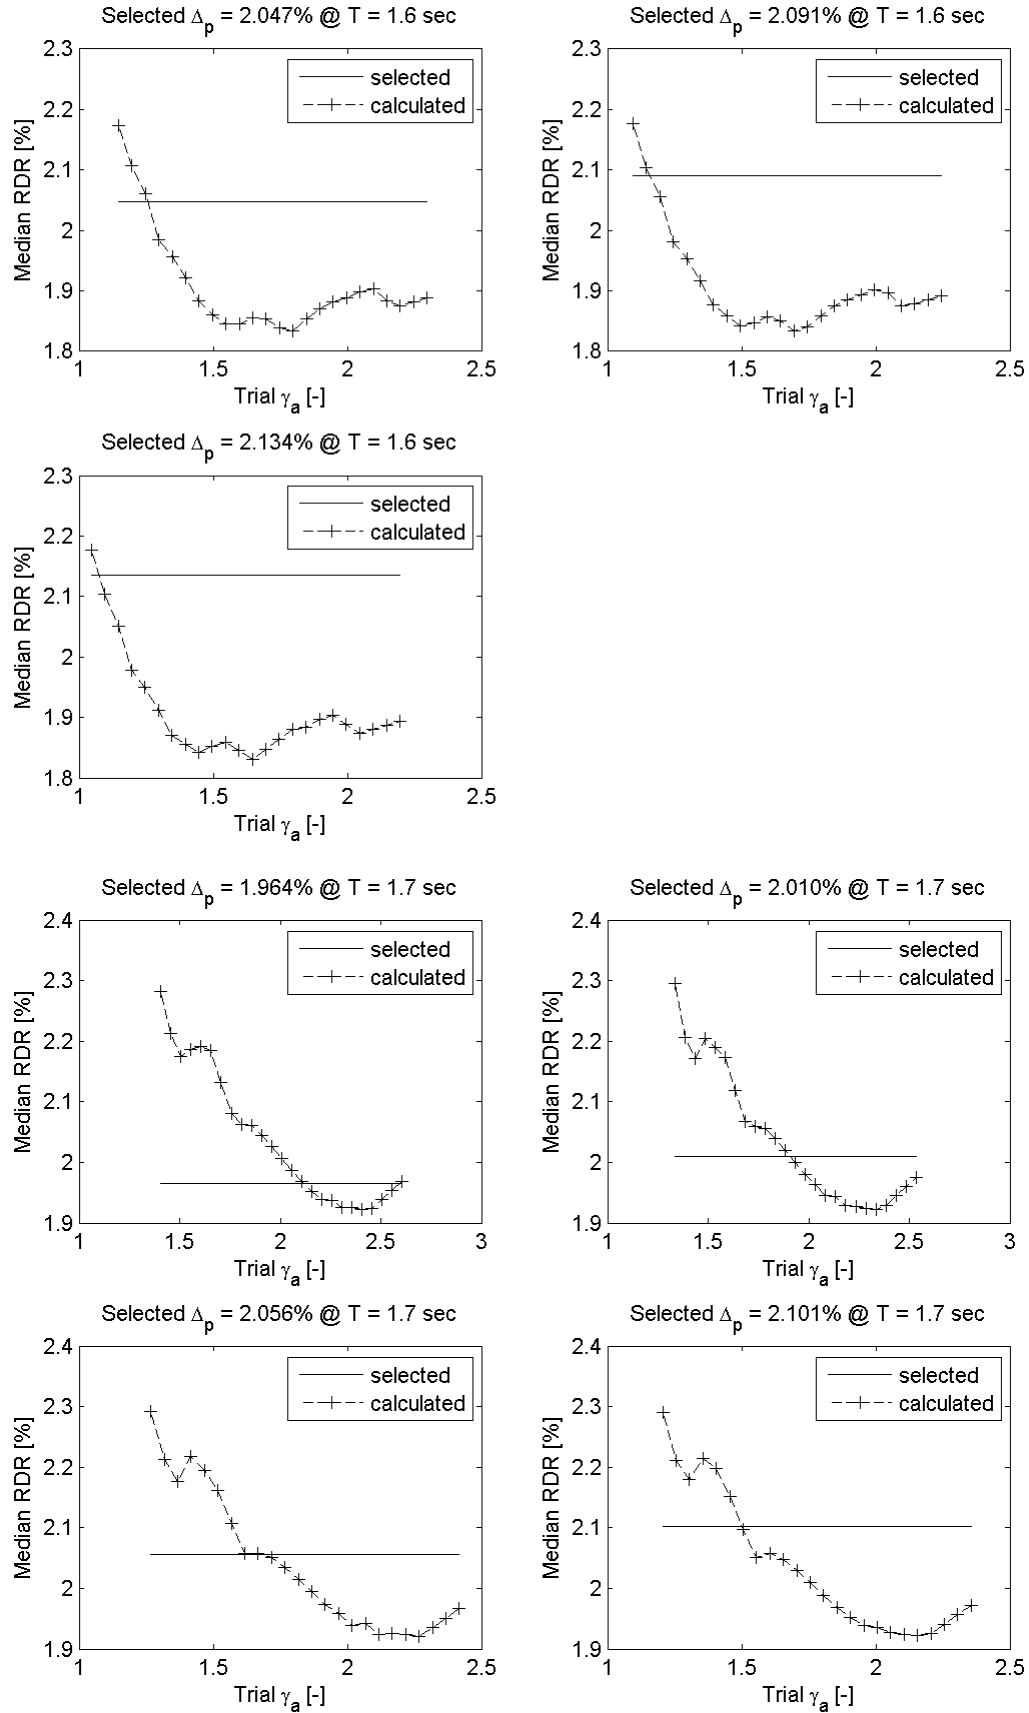 Selected Δp = 2.047% @ T = 1.6 sec
2.3
2.2
2.1
2
1.9
1.8
Median RDR [%]
selected
calculated
1 1.5 2 2.5
Trial γa [-]
Selected Δp = 2.091% @ T = 1.6 sec
2.3
2.2
2.1
2
1.9
1.8
Median RDR [%]
selected
calculated
1 1.5 2 2.5
Trial γa [-]
Selected Δp = 2.134% @ T = 1.6 sec
2.3
2.2
2.1
2
1.9
1.8
Median RDR [%]
selected
calculated
1 1.5 2 2.5
Trial γa [-]
Selected Δp = 1.964% @ T = 1.7 sec
2.4
2.3
2.2
2.1
2
1.9
Median RDR [%]
selected
calculated
1 1.5 2 2.5 3
Trial γa [-]
Selected Δp = 2.010% @ T = 1.7 sec
2.4
2.3
2.2
2.1
2
1.9
Median RDR [%]
selected
calculated
1 1.5 2 2.5 3
Trial γa [-]
Selected Δp = 2.056% @ T = 1.7 sec
2.4
2.3
2.2
2.1
2
1.9
Median RDR [%]
selected
calculated
1 1.5 2 2.5
Trial γa [-]
Selected Δp = 2.101% @ T = 1.7 sec
2.4
2.3
2.2
2.1
2
1.9
Median RDR [%]
selected
calculated
1 1.5 2 2.5
Trial γa [-]